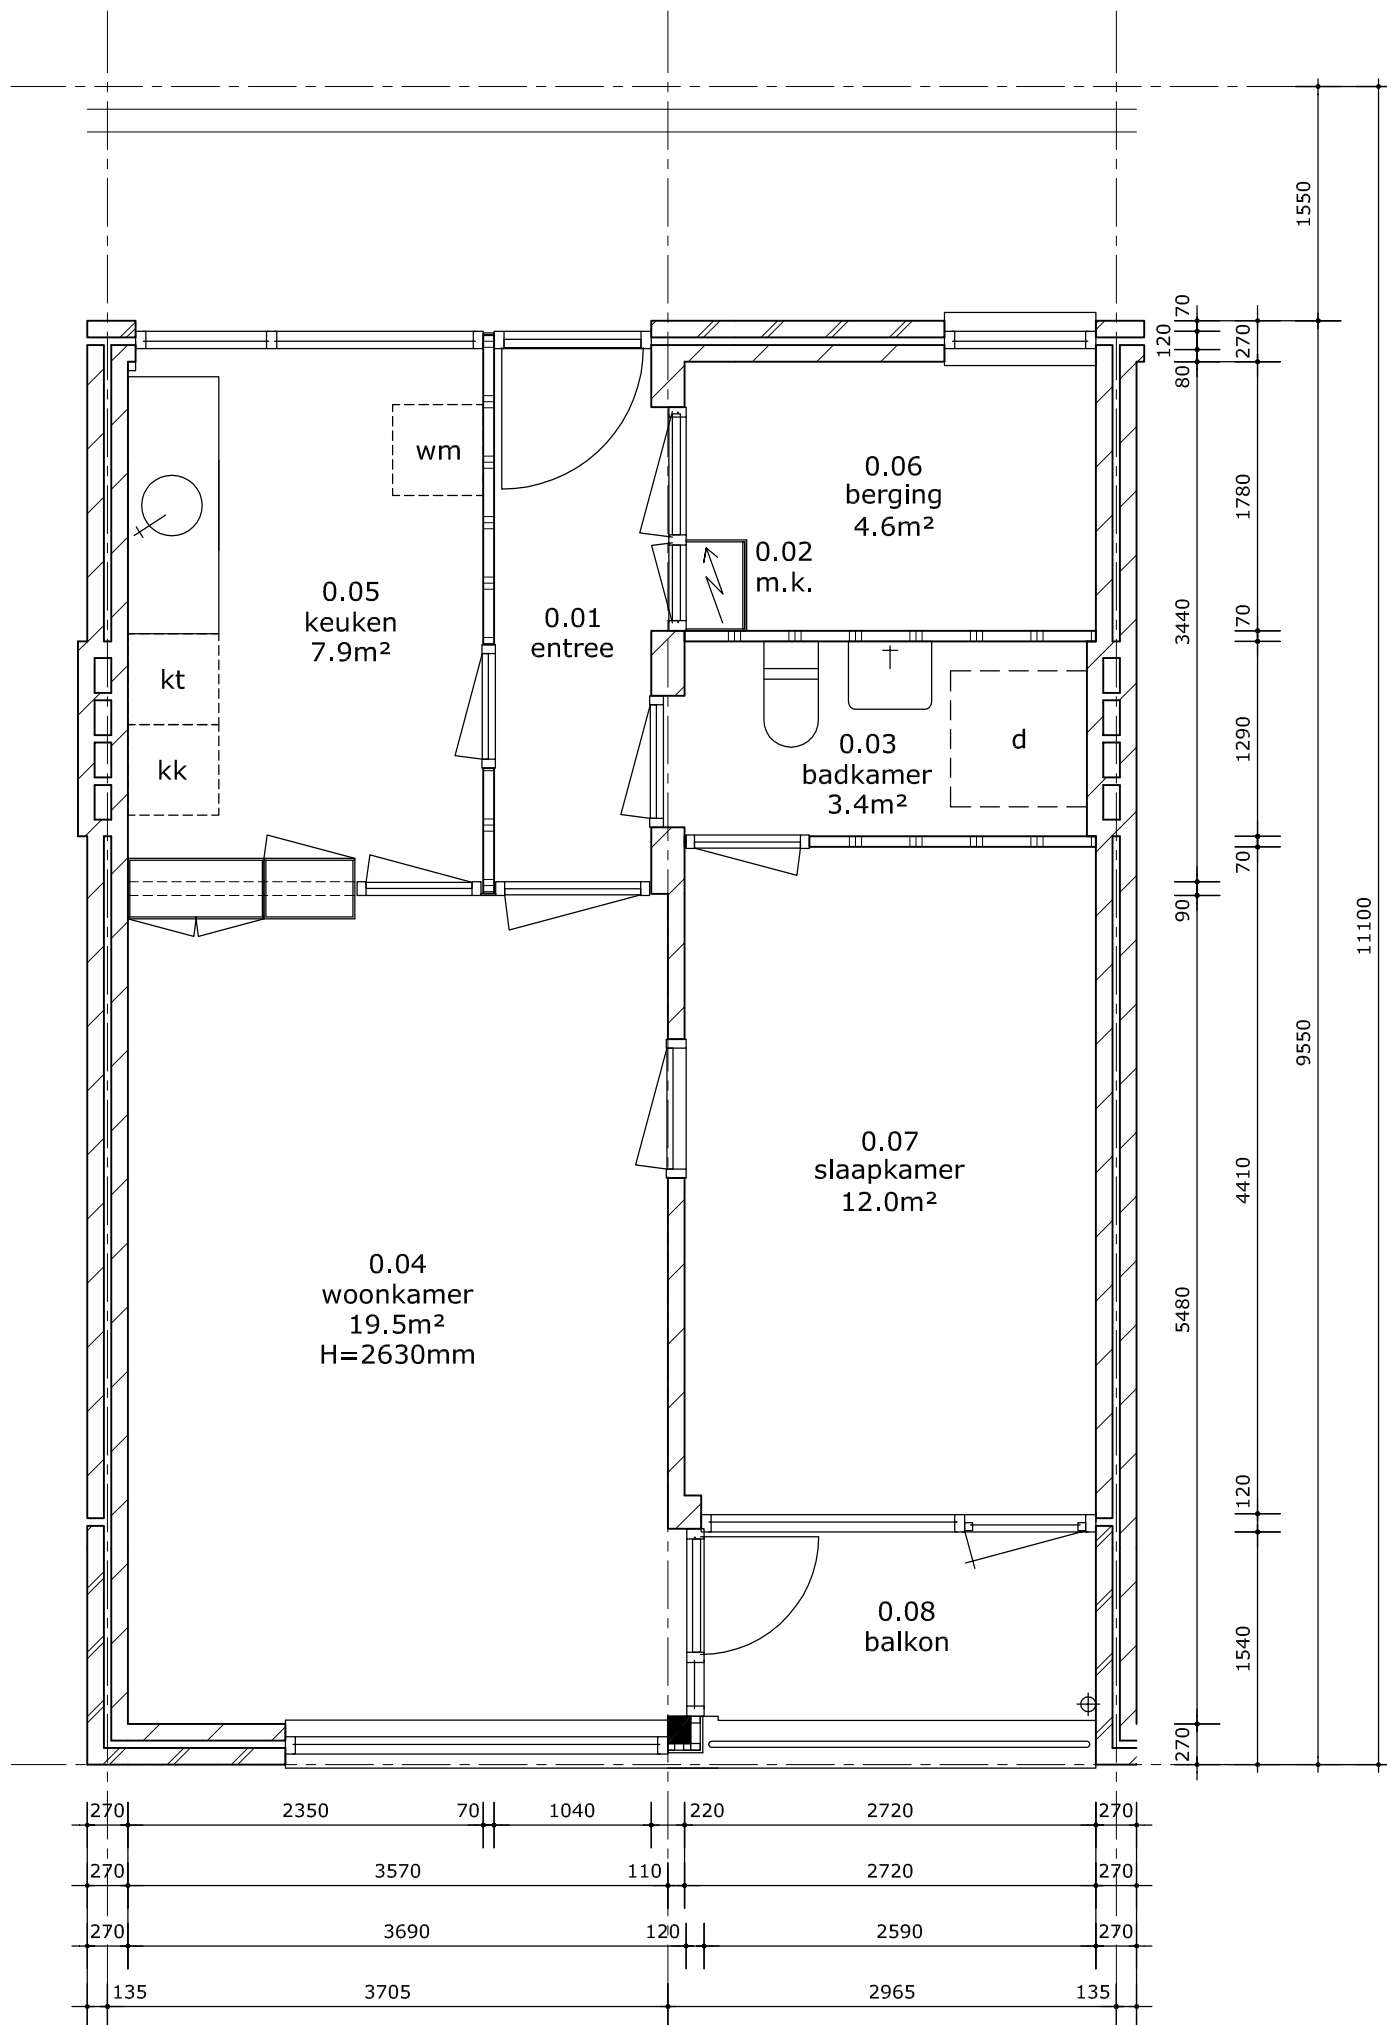 0.06
berging
4.6m²
wm
0.02
m.k.
0.05
keuken
7.9m²
0.01
entree
kt
kk
0.03
badkamer
3.4m²
d
0.07
slaapkamer
12.0m²
0.04
woonkamer
19.5m²
H=2630mm
0.08
balkon
1550
70
120
270
80
1780
3440
70
1290
70
90
11100
9550
4410
5480
120
1540
270
270 2350 70 1040 220 2720 270
270 3570 110 2720 270
270 3690 120 2590 270
135 3705 2965 135